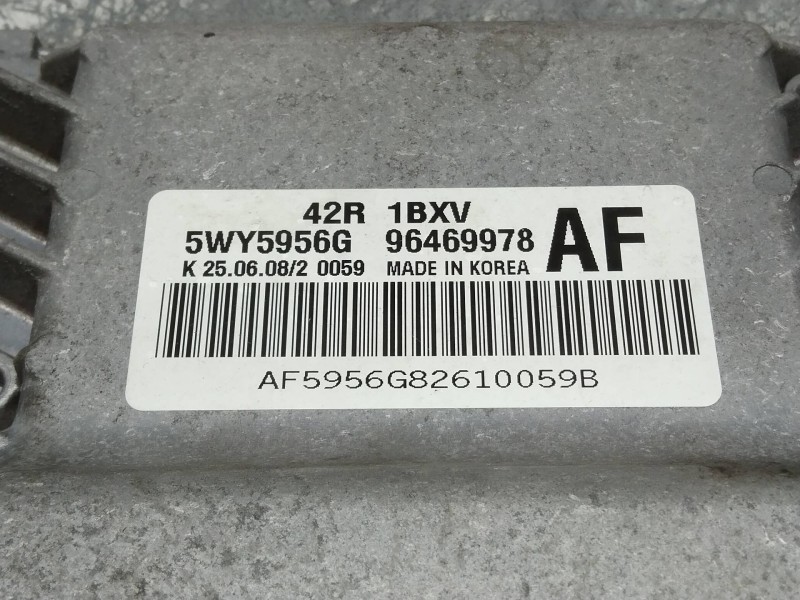 42R 1BXV
5WY5956G 96469978 AF
K 25.06.08/2 0059 MADE IN KOREA
AF5956G82610059B